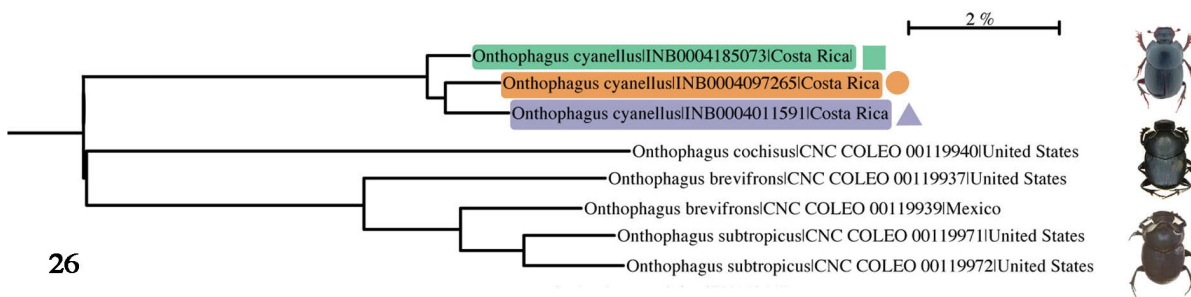 2 %
Onthophagus cyanellus|INB0004185073|Costa Rica|
Onthophagus cyanellus|INB0004097265|Costa Rica
Onthophagus cyanellus|INB0004011591|Costa Rica
Onthophagus cochisus|CNC COLEO 00119940|United States
Onthophagus brevifrons|CNC COLEO 00119937|United States
Onthophagus brevifrons|CNC COLEO 00119939|Mexico
Onthophagus subtropicus|CNC COLEO 00119971|United States
Onthophagus subtropicus|CNC COLEO 00119972|United States
26